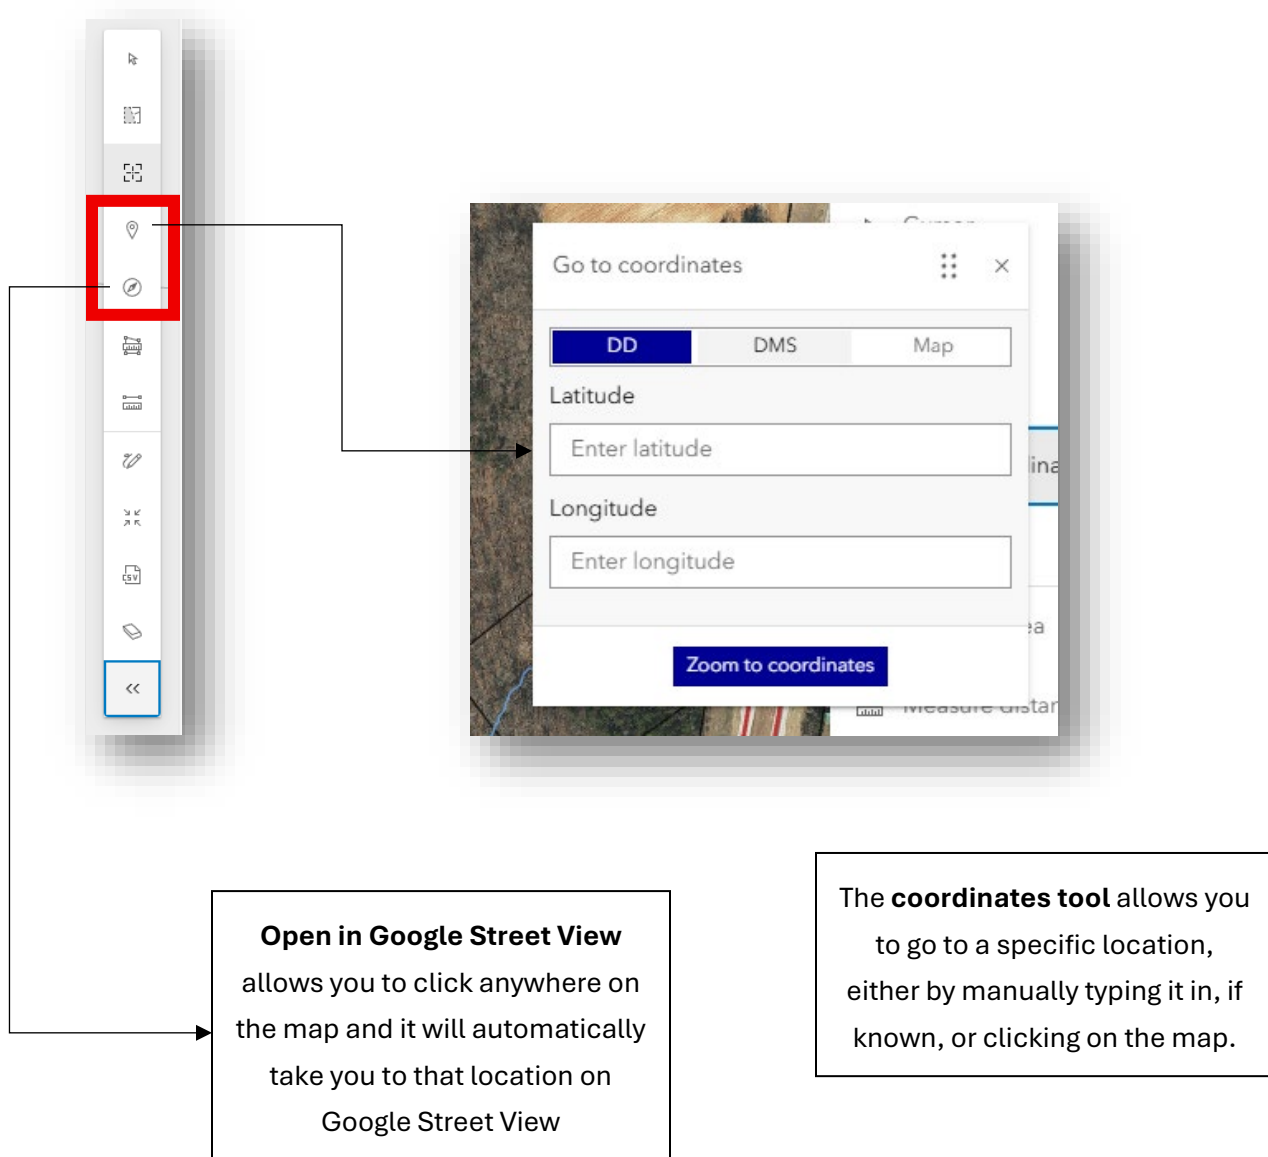 CSV
Go to coordinates
DD DMS Map
Latitude
Enter latitude
Longitude
Enter longitude
Zoom to coordinates
Open in Google Street View
allows you to click anywhere on
the map and it will automatically
take you to that location on
Google Street View
The coordinates tool allows you
to go to a specific location,
either by manually typing it in, if
known, or clicking on the map.